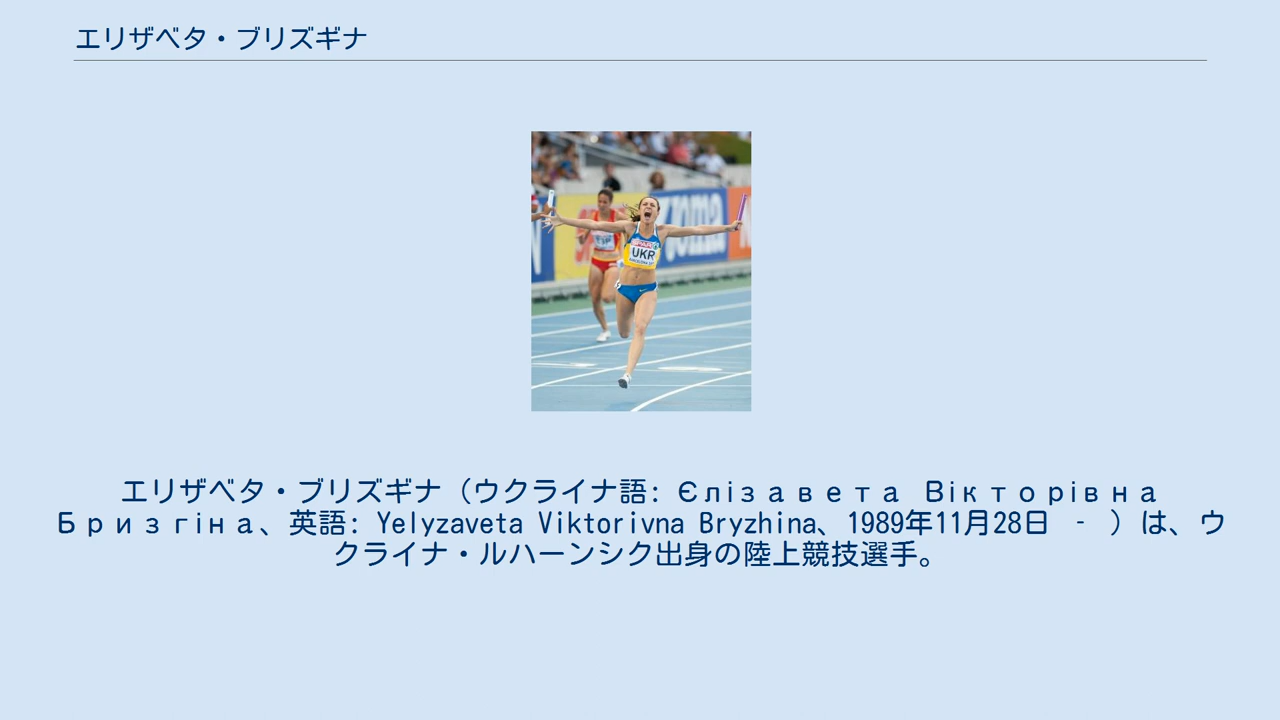 エリザベタ・ブリズギナ
UKR
エリザベタ・ブリズギナ（ウクライナ語: Єлізавета Вікторівна
Бризгіна、英語: Yelyzaveta Viktorivna Bryzhina、1989年11月28日 - ）は、ウ
クライナ・ルハーンシク出身の陸上競技選手。